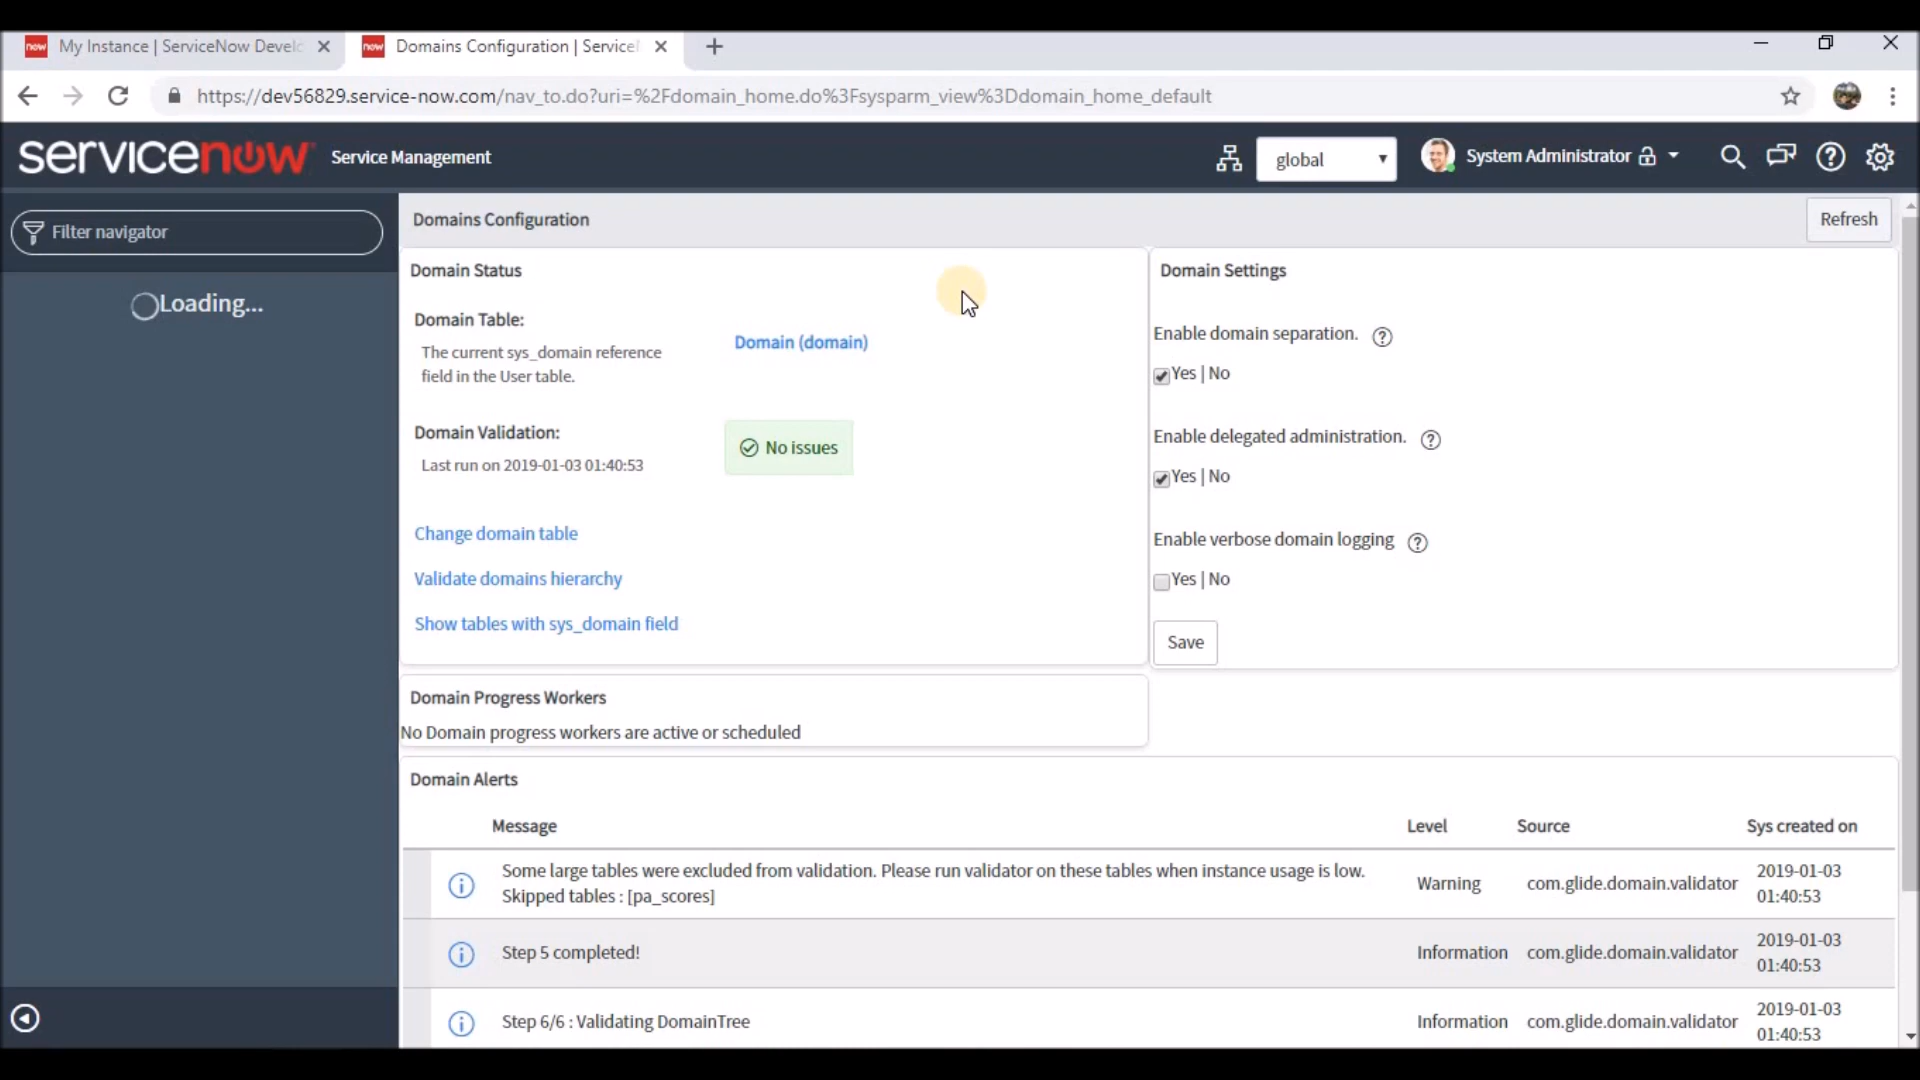 now My Instance | ServiceNow Develo
now Domains Configuration | Service
https://dev56829.service-now.com/nav_to.do?uri=%2Fdomain_home.do%3Fsysparm_view%3Ddomain_home_default
servicenow Service Management
global
System Administrator
Filter navigator
Loading...
Domains Configuration
Refresh
Domain Status
Domain Table:
The current sys_domain reference
field in the User table.
Domain (domain)
Domain Validation:
Last run on 2019-01-03 01:40:53
No issues
Change domain table
Validate domains hierarchy
Show tables with sys_domain field
Domain Settings
Enable domain separation.
Yes | No
Enable delegated administration.
Yes | No
Enable verbose domain logging
Yes | No
Save
Domain Progress Workers
No Domain progress workers are active or scheduled
Domain Alerts
Message Level Source Sys created on
Some large tables were excluded from validation. Please run validator on these tables when instance usage is low.
Skipped tables : [pa_scores]
Warning com.glide.domain.validator
2019-01-03
01:40:53
Step 5 completed! Information com.glide.domain.validator
2019-01-03
01:40:53
Step 6/6 : Validating DomainTree Information com.glide.domain.validator
2019-01-03
01:40:53